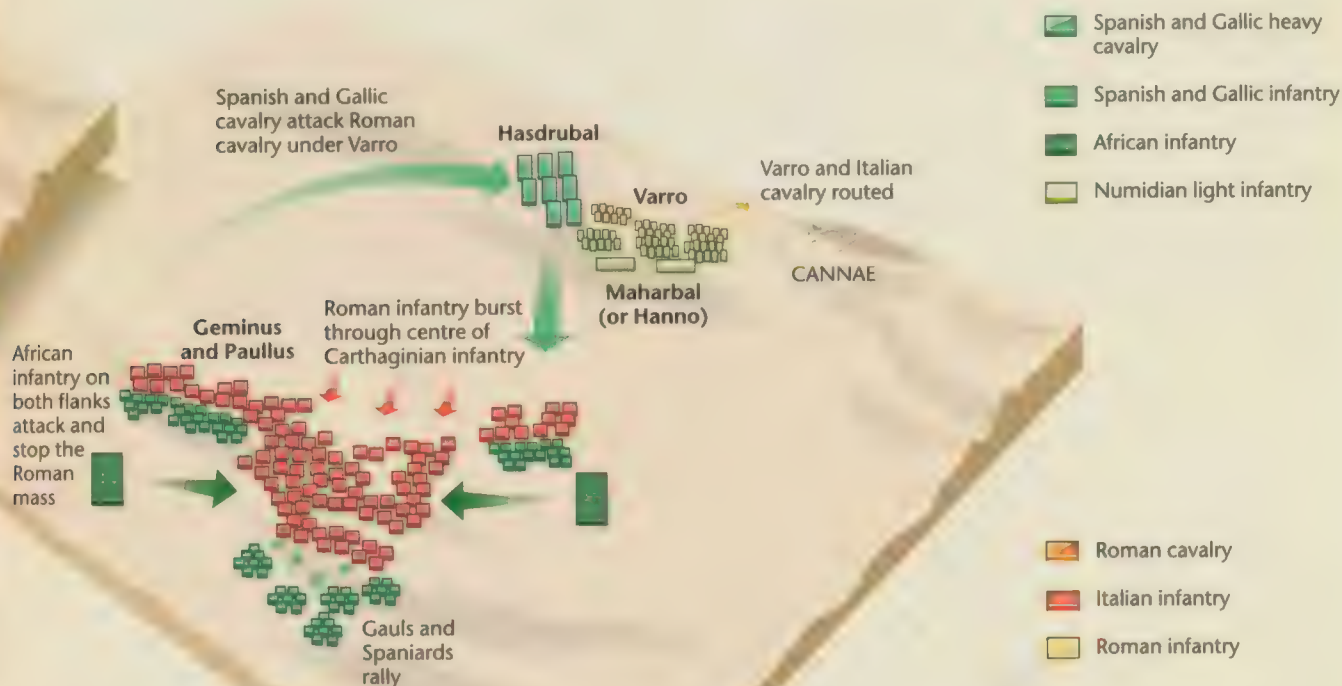 Spanish and Gallic heavy
cavalry
Spanish and Gallic infantry
African infantry
Numidian light infantry
Spanish and Gallic
cavalry attack Roman
cavalry under Varro
Hasdrubal
Varro
Varro and Italian
cavalry routed
CANNAE
Maharbal
(or Hanno)
Geminus
and Paullus
Roman infantry burst
through centre of
Carthaginian infantry
African
infantry on
both flanks
attack and
stop the
Roman
mass
Gauls and
Spaniards
rally
Roman cavalry
Italian infantry
Roman infantry